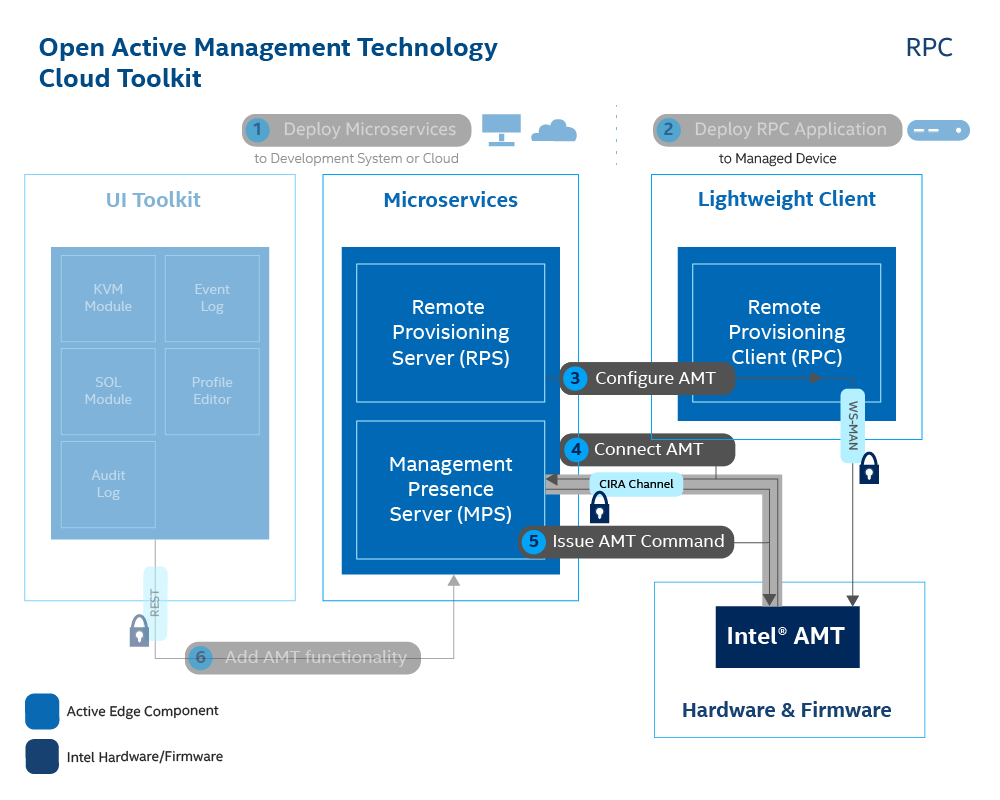 Open Active Management Technology
Cloud Toolkit
RPC
1 Deploy Microservices
to Development System or Cloud
2 Deploy RPC Application
to Managed Device
UI Toolkit
KVM
Module
Event
Log
SOL
Module
Profile
Editor
Audit
Log
REST
Microservices
Remote
Provisioning
Server (RPS)
Management
Presence
Server (MPS)
Lightweight Client
Remote
Provisioning
Client (RPC)
3 Configure AMT
WS-MAN
4 Connect AMT
CIRA Channel
5 Issue AMT Command
6 Add AMT functionality
Intel® AMT
Hardware & Firmware
Active Edge Component
Intel Hardware/Firmware